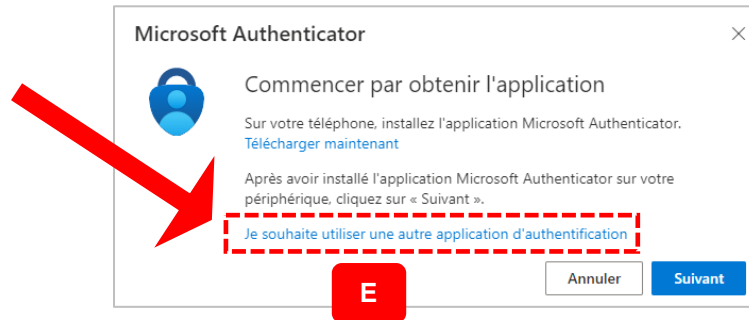 Microsoft Authenticator
Commencer par obtenir l'application
Sur votre téléphone, installez l'application Microsoft Authenticator.
Télécharger maintenant
Après avoir installé l'application Microsoft Authenticator sur votre
périphérique, cliquez sur « Suivant ».
Je souhaite utiliser une autre application d'authentification
Annuler
Suivant
E